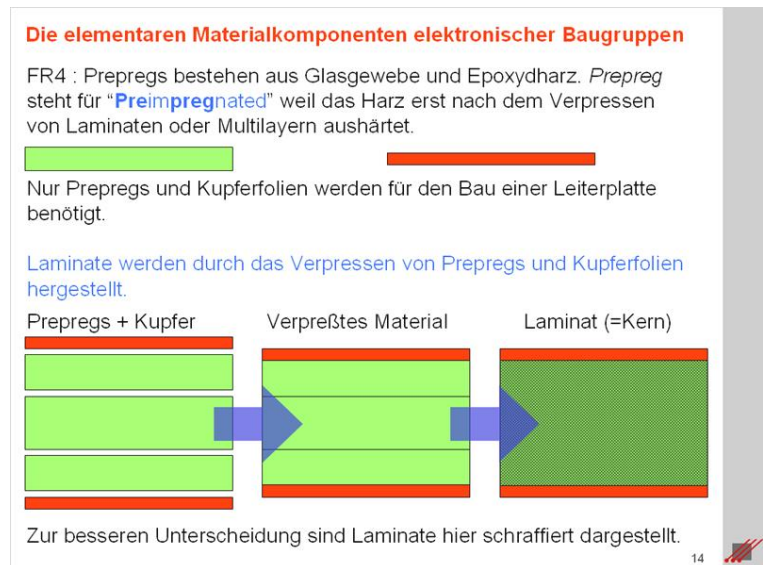 Die elementaren Materialkomponenten elektronischer Baugruppen
FR4 : Prepregs bestehen aus Glasgewebe und Epoxydharz. Prepreg
steht für “Preimpregnated” weil das Harz erst nach dem Verpressen
von Laminaten oder Multilayern aushärtet.
Nur Prepregs und Kupferfolien werden für den Bau einer Leiterplatte
benötigt.
Laminate werden durch das Verpressen von Prepregs und Kupferfolien
hergestellt.
Prepregs + Kupfer
Verpreßtes Material
Laminat (=Kern)
Zur besseren Unterscheidung sind Laminate hier schraffiert dargestellt.
14